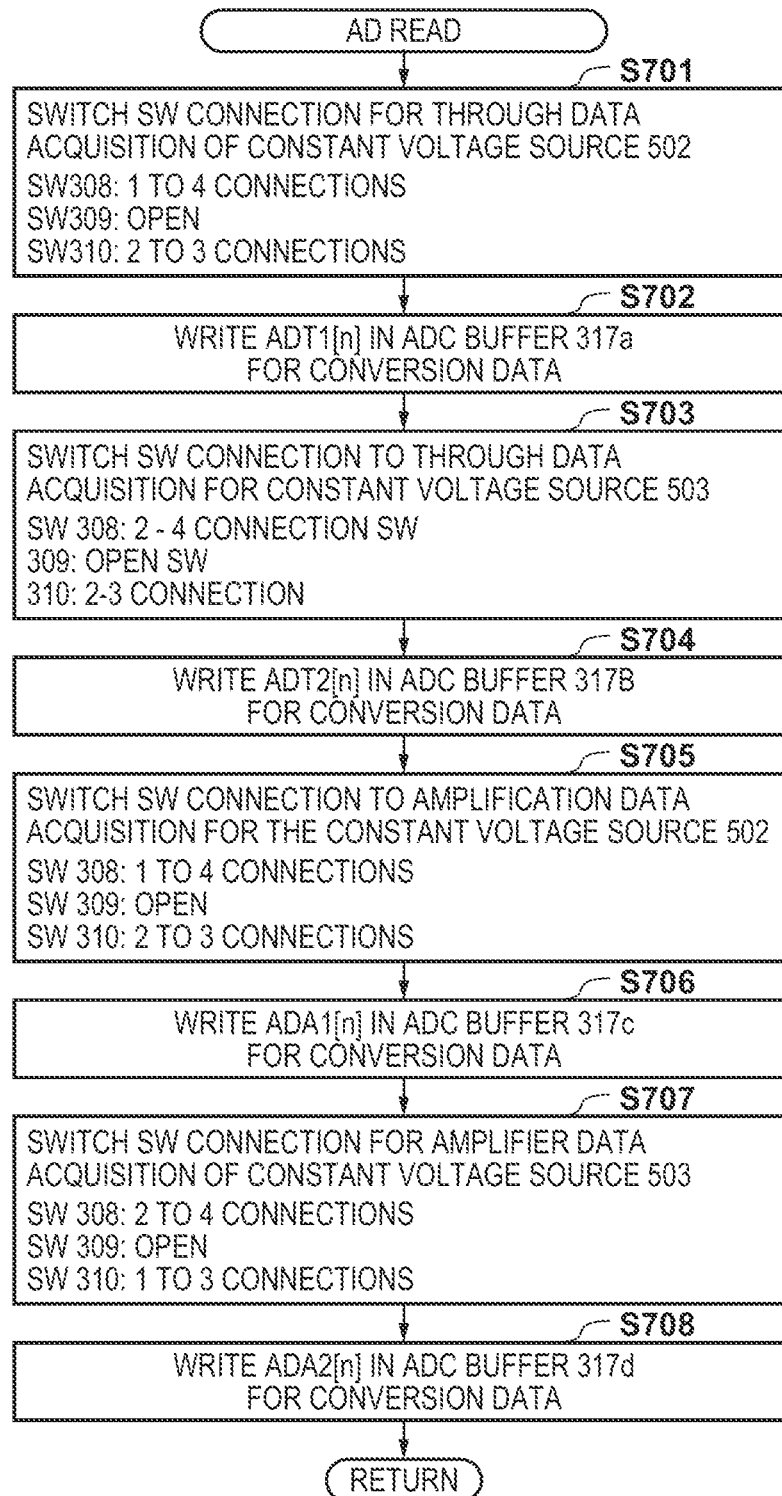 AD READ
S701
SWITCH SW CONNECTION FOR THROUGH DATA
ACQUISITION OF CONSTANT VOLTAGE SOURCE 502
SW308: 1 TO 4 CONNECTIONS
SW309: OPEN
SW310: 2 TO 3 CONNECTIONS
S702
WRITE ADT1[n] IN ADC BUFFER 317a
FOR CONVERSION DATA
S703
SWITCH SW CONNECTION TO THROUGH DATA
ACQUISITION FOR CONSTANT VOLTAGE SOURCE 503
SW 308: 2 - 4 CONNECTION SW
309: OPEN SW
310: 2-3 CONNECTION
S704
WRITE ADT2[n] IN ADC BUFFER 317B
FOR CONVERSION DATA
S705
SWITCH SW CONNECTION TO AMPLIFICATION DATA
ACQUISITION FOR THE CONSTANT VOLTAGE SOURCE 502
SW 308: 1 TO 4 CONNECTIONS
SW 309: OPEN
SW 310: 2 TO 3 CONNECTIONS
S706
WRITE ADA1[n] IN ADC BUFFER 317c
FOR CONVERSION DATA
S707
SWITCH SW CONNECTION FOR AMPLIFIER DATA
ACQUISITION OF CONSTANT VOLTAGE SOURCE 503
SW 308: 2 TO 4 CONNECTIONS
SW 309: OPEN
SW 310: 1 TO 3 CONNECTIONS
S708
WRITE ADA2[n] IN ADC BUFFER 317d
FOR CONVERSION DATA
RETURN